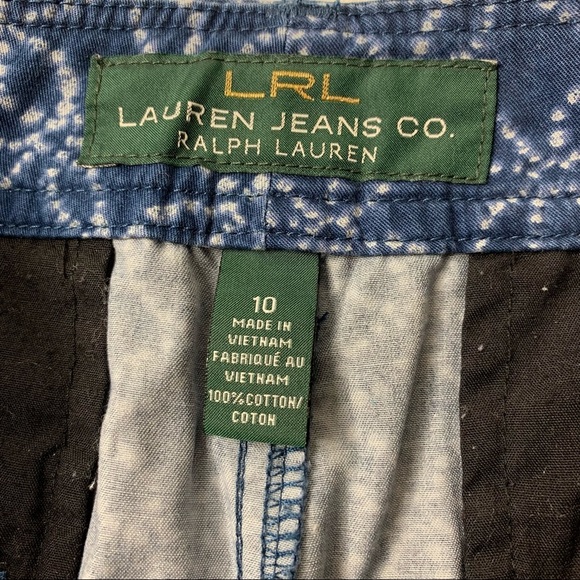 LRL
LAUREN JEANS CO.
RALPH LAUREN
10
MADE IN
VIETNAM
FABRIQUÉ AU
VIETNAM
100%COTTON/
COTON